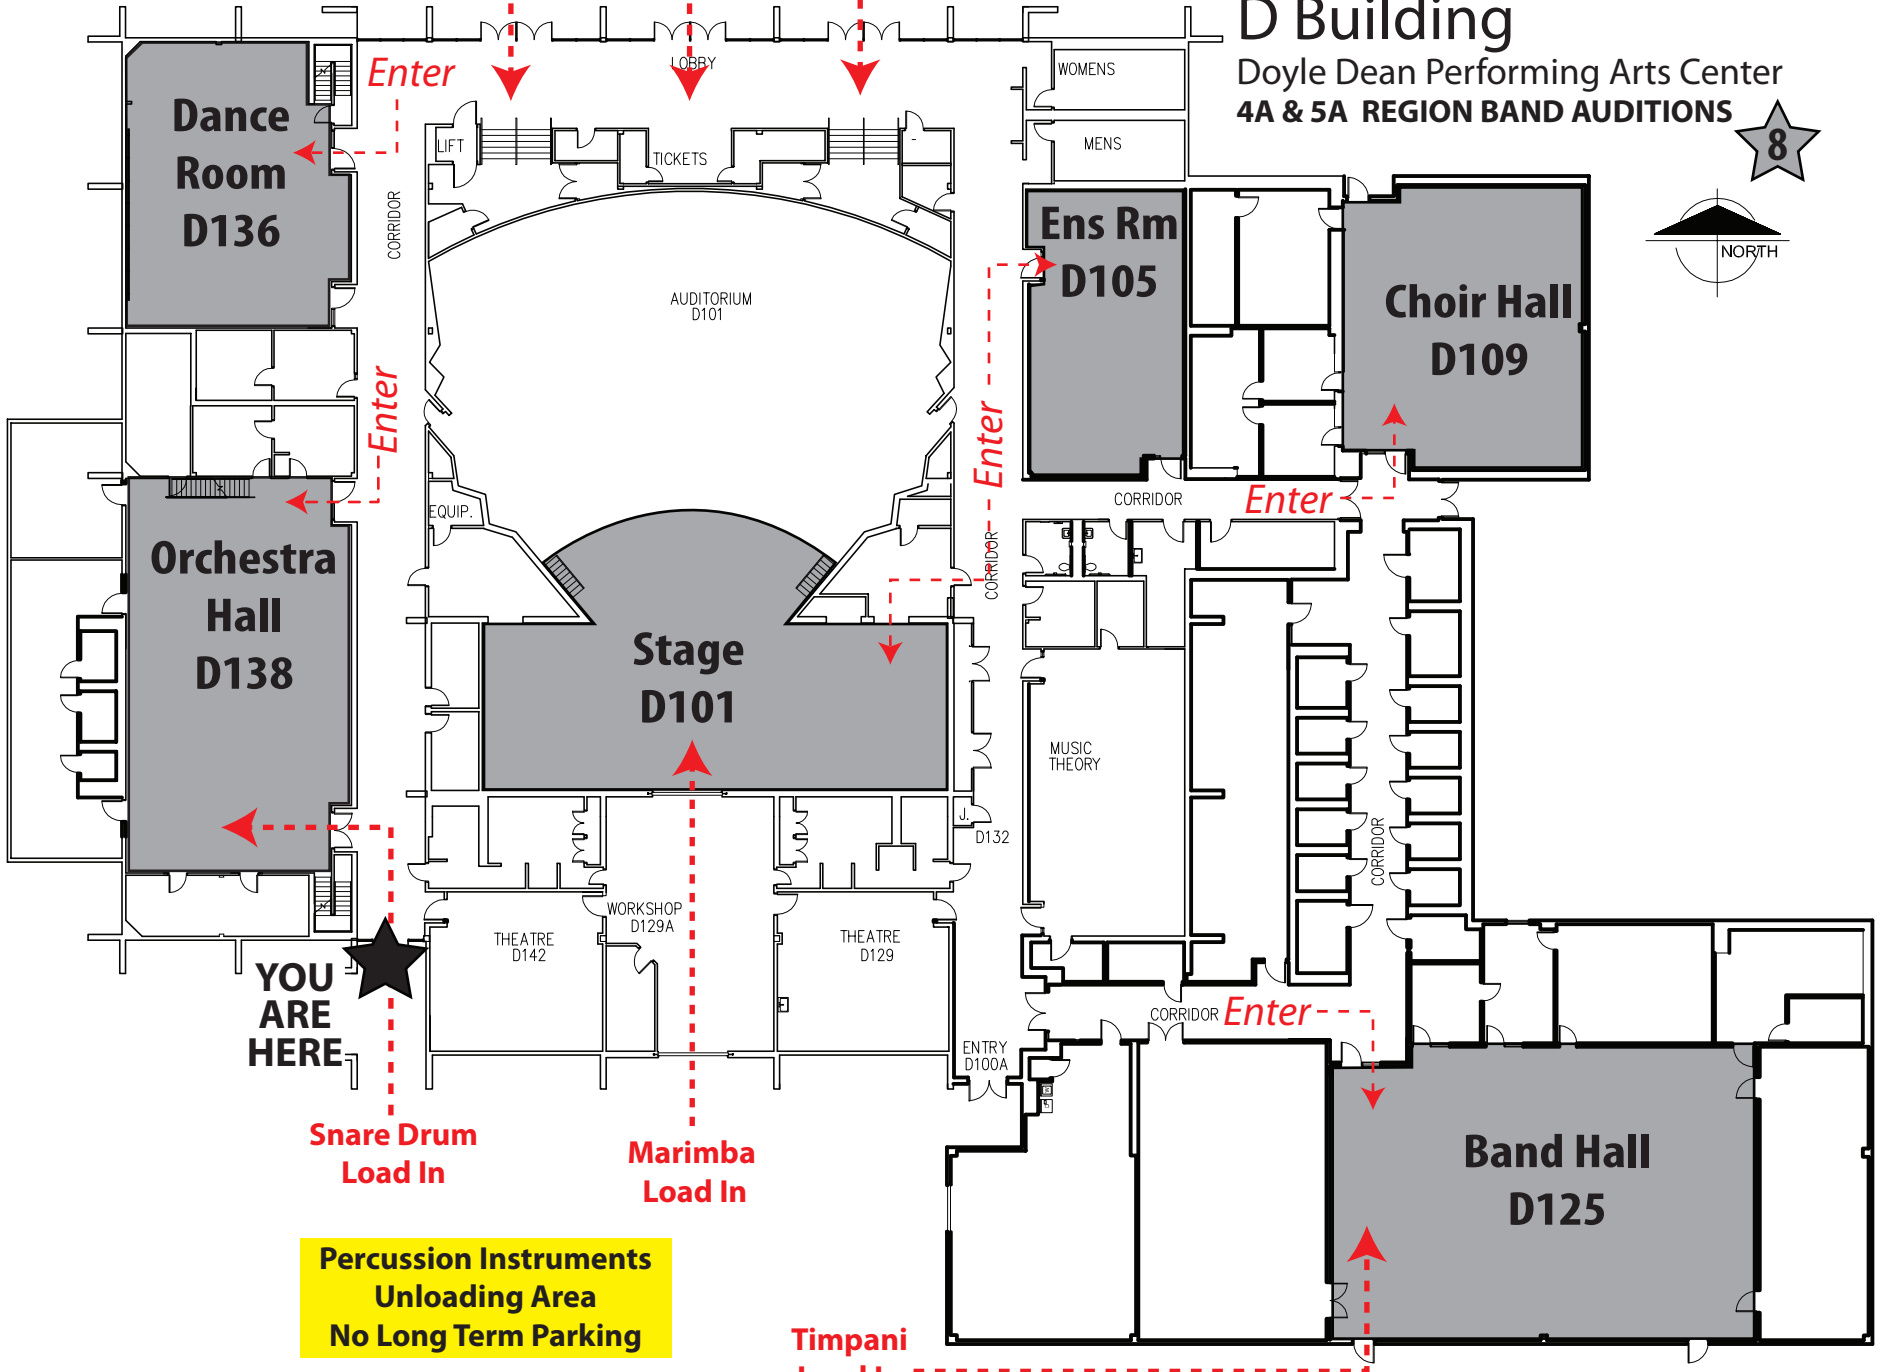 D Building
Doyle Dean Performing Arts Center
4A & 5A REGION BAND AUDITIONS
8
NORTH
LOBBY
WOMENS
MENS
LIFT
TICKETS
Enter
Dance
Room
D136
CORRIDOR
AUDITORIUM
D101
Ens Rm
D105
Choir Hall
D109
Enter
Enter
Enter
CORRIDOR
EQUIP.
CORRIDOR
Orchestra
Hall
D138
Stage
D101
MUSIC
THEORY
J.
D132
CORRIDOR
WORKSHOP
D129A
THEATRE
D142
THEATRE
D129
YOU
ARE
HERE
CORRIDOR
Enter
ENTRY
D100A
Snare Drum
Load In
Marimba
Load In
Band Hall
D125
Percussion Instruments
Unloading Area
No Long Term Parking
Timpani